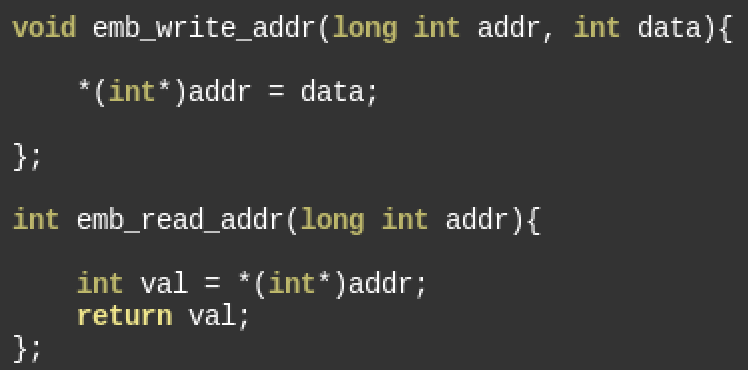 void emb_write_addr(long int addr, int data){
*(int*)addr = data;
};
int emb_read_addr(long int addr){
int val = *(int*)addr;
return val;
};